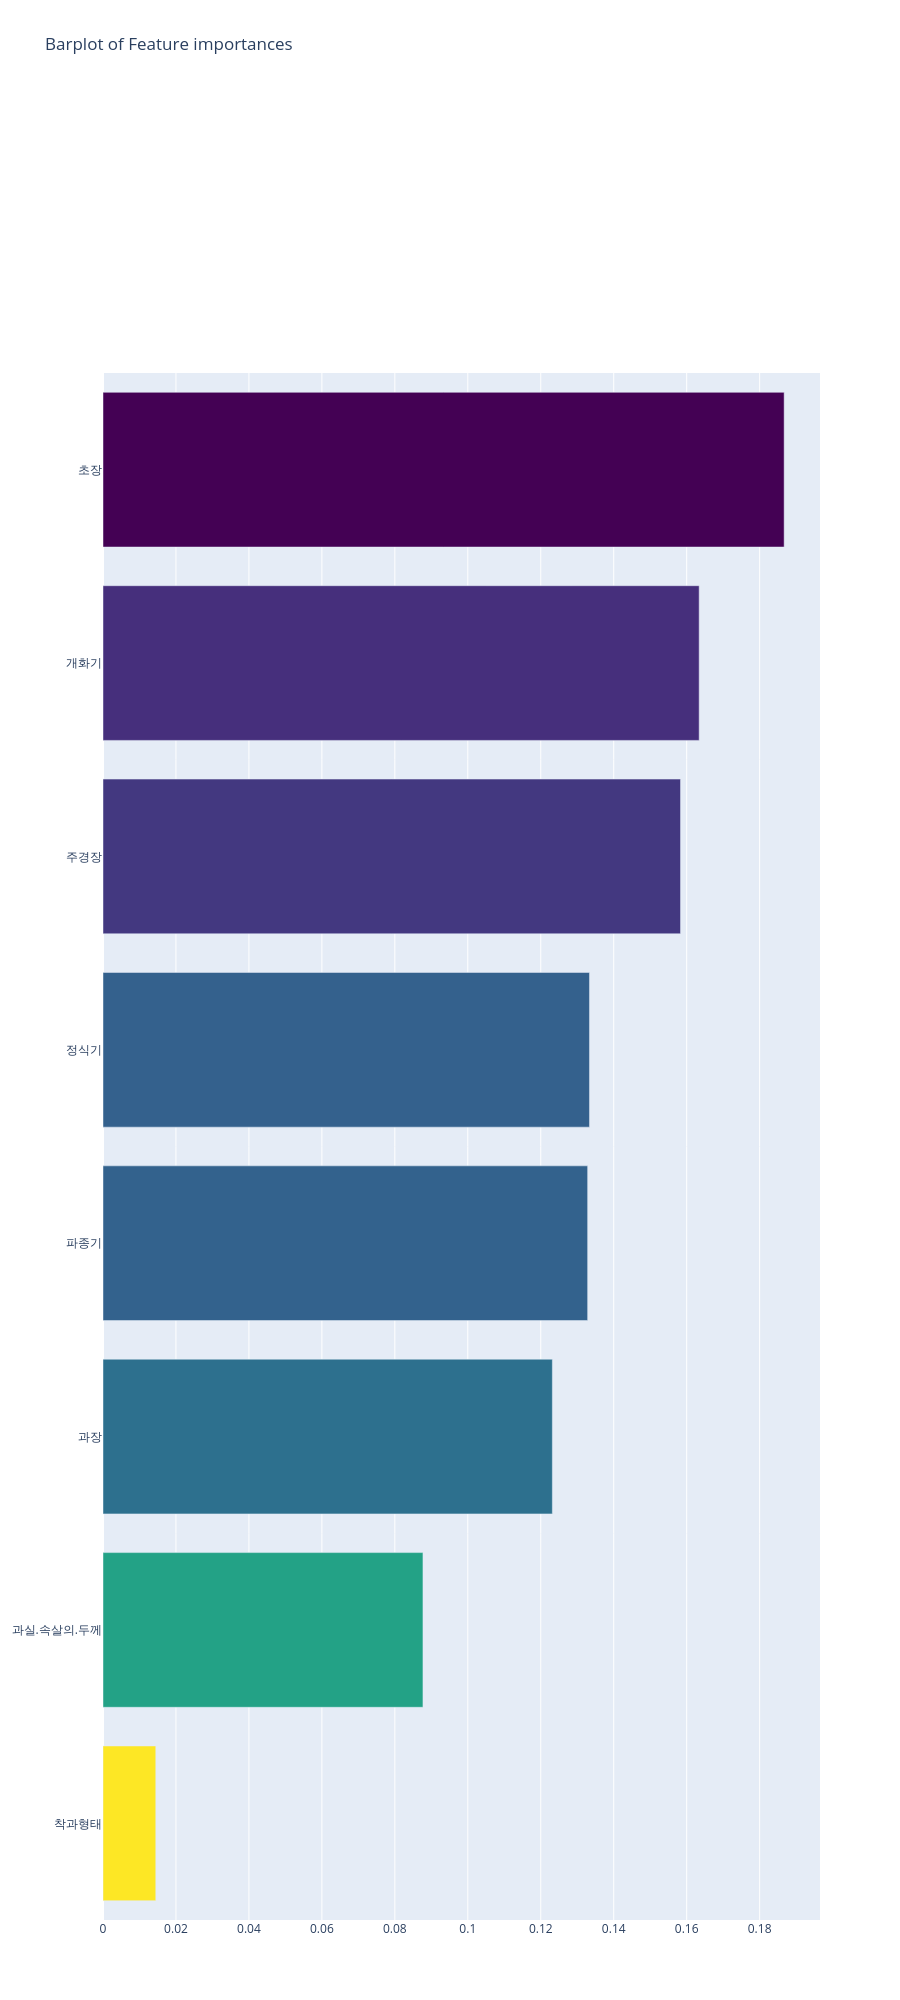 Barplot of Feature importances
초장
개화기
주경장
정식기
파종기
과장
과실.속살의.두께
착과형태
0 0.02 0.04 0.06 0.08 0.1 0.12 0.14 0.16 0.18